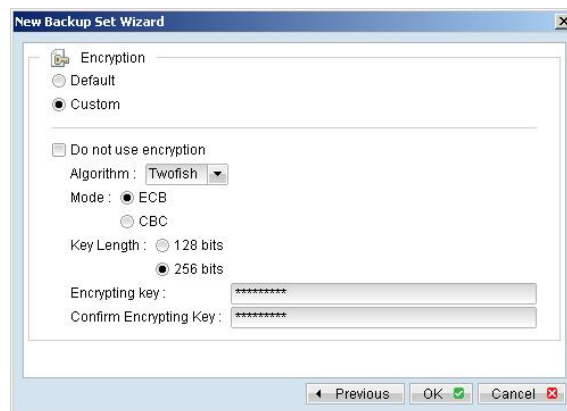 New Backup Set Wizard
Encryption
Default
Custom
Do not use encryption
Algorithm : Twofish
Mode : ECB
CBC
Key Length : 128 bits
256 bits
Encrypting key : *********
Confirm Encrypting Key : *********
Previous OK Cancel